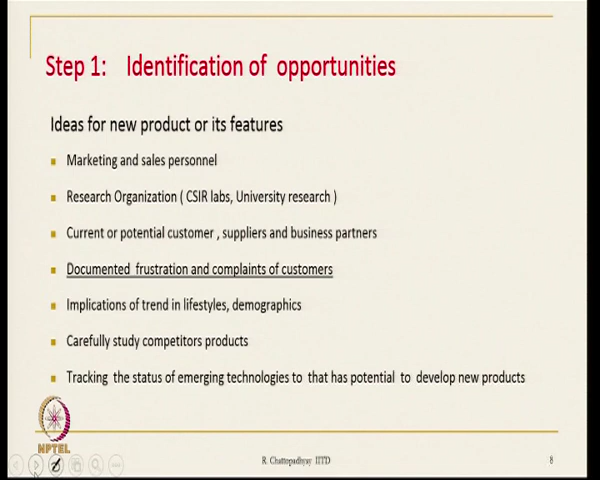 Step 1: Identification of opportunities
Ideas for new product or its features
Marketing and sales personnel
Research Organization ( CSIR labs, University research )
Current or potential customer , suppliers and business partners
Documented frustration and complaints of customers
Implications of trend in lifestyles, demographics
Carefully study competitors products
Tracking the status of emerging technologies to that has potential to develop new products
NPTEL
R. Chattopadhyay IITD
8